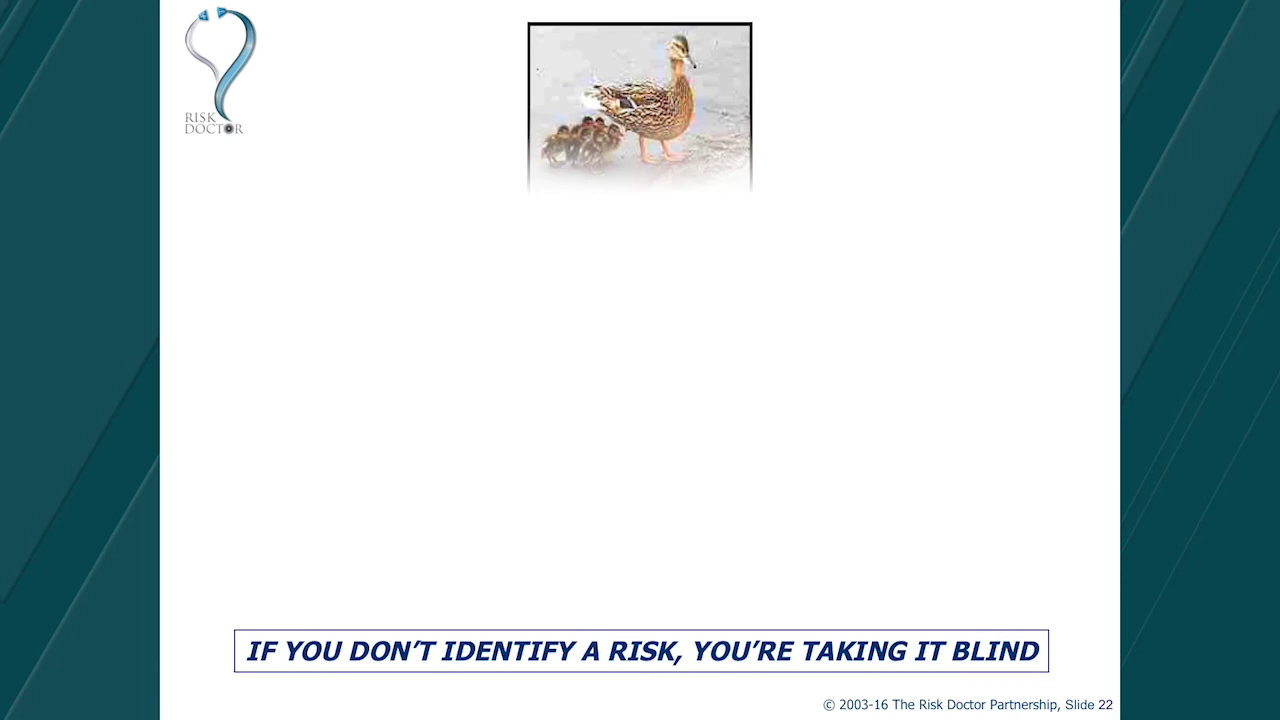 RISK
DOCTOR
IF YOU DON'T IDENTIFY A RISK, YOU'RE TAKING IT BLIND
© 2003-16 The Risk Doctor Partnership, Slide 22